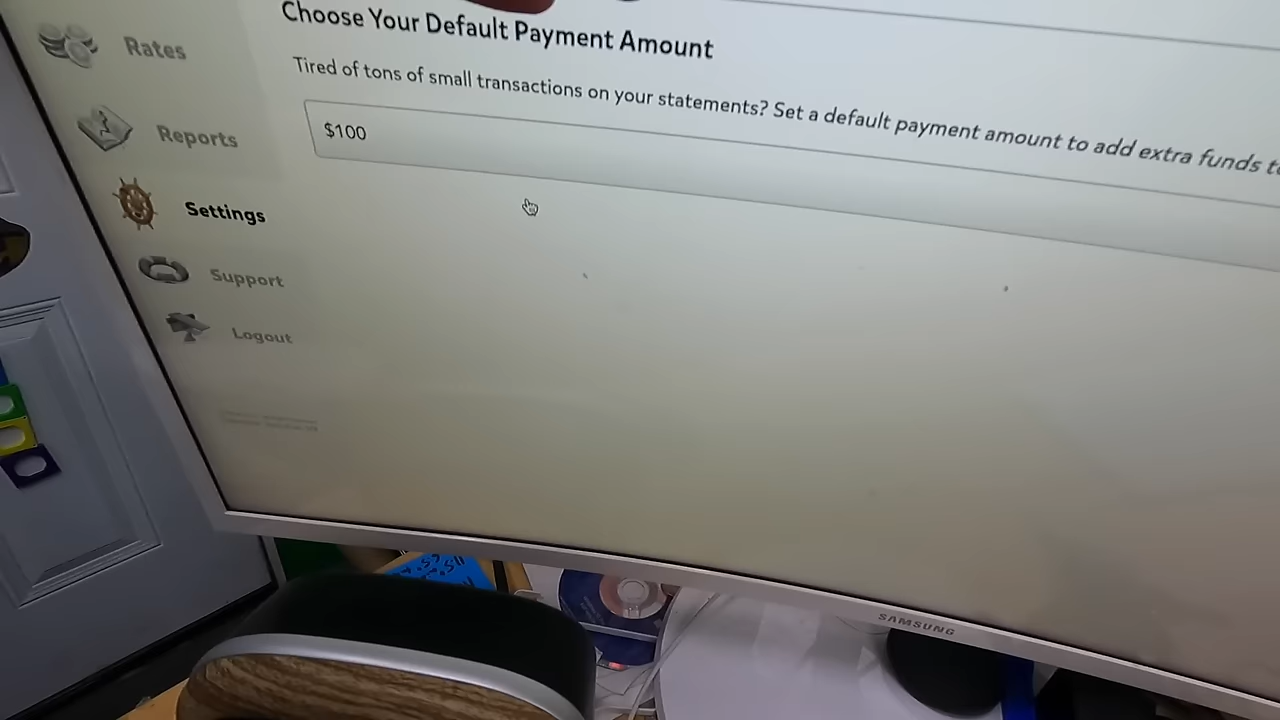 Choose Your Default Payment Amount
Rates
Tired of tons of small transactions on your statements? Set a default payment amount to add extra funds
$100
Reports
Settings
Support
Logout
SAMSUNG